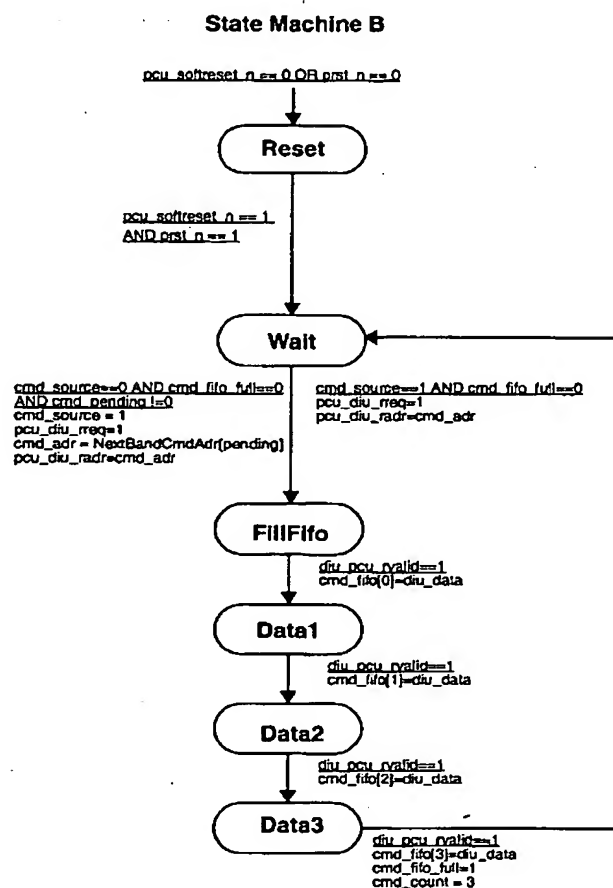 State Machine B
pcu_softreset_n == 0 OR prst_n == 0
Reset
pcu_softreset_n == 1
AND prst_n == 1
Wait
cmd_source==0 AND cmd_fifo_full==0
AND cmd_pending !=0
cmd_source = 1
pcu_diu_rreq=1
cmd_adr = NextBandCmdAdr[pending]
pcu_diu_radr=cmd_adr
cmd_source==1 AND cmd_fifo_full==0
pcu_diu_rreq=1
pcu_diu_radr=cmd_adr
FillFifo
diu_pcu_rvalid==1
cmd_fifo[0]=diu_data
Data1
diu_pcu_rvalid==1
cmd_fifo[1]=diu_data
Data2
diu_pcu_rvalid==1
cmd_fifo[2]=diu_data
Data3
diu_pcu_rvalid==1
cmd_fifo[3]=diu_data
cmd_fifo_full=1
cmd_count = 3